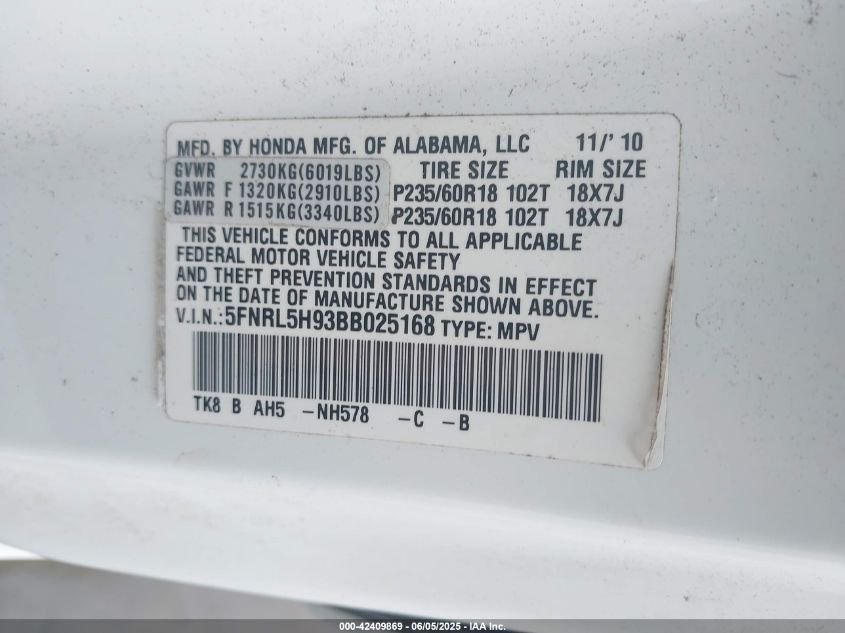 MFD. BY HONDA MFG. OF ALABAMA, LLC 11/' 10
GVWR 2730KG(6019LBS) TIRE SIZE RIM SIZE
GAWR F 1320KG(2910LBS) P235/60R18 102T 18X7J
GAWR R 1515KG(3340LBS) P235/60R18 102T 18X7J
THIS VEHICLE CONFORMS TO ALL APPLICABLE
FEDERAL MOTOR VEHICLE SAFETY
AND THEFT PREVENTION STANDARDS IN EFFECT
ON THE DATE OF MANUFACTURE SHOWN ABOVE.
V.I.N.:5FNRL5H93BB025168 TYPE: MPV
TK8 B AH5 -NH578 -C -B
000-42409869 - 06/05/2025 - IAA Inc.